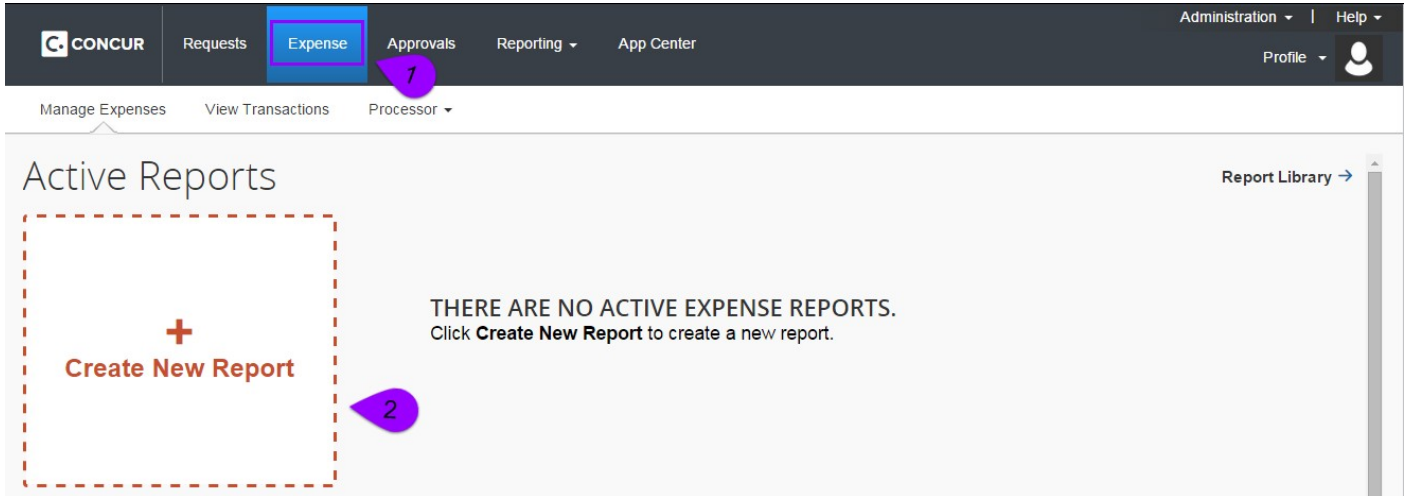 Administration | Help
C. CONCUR Requests Expense Approvals Reporting App Center
Profile
1
Manage Expenses View Transactions Processor
Active Reports
Report Library →
THERE ARE NO ACTIVE EXPENSE REPORTS.
Click Create New Report to create a new report.
+
Create New Report
2